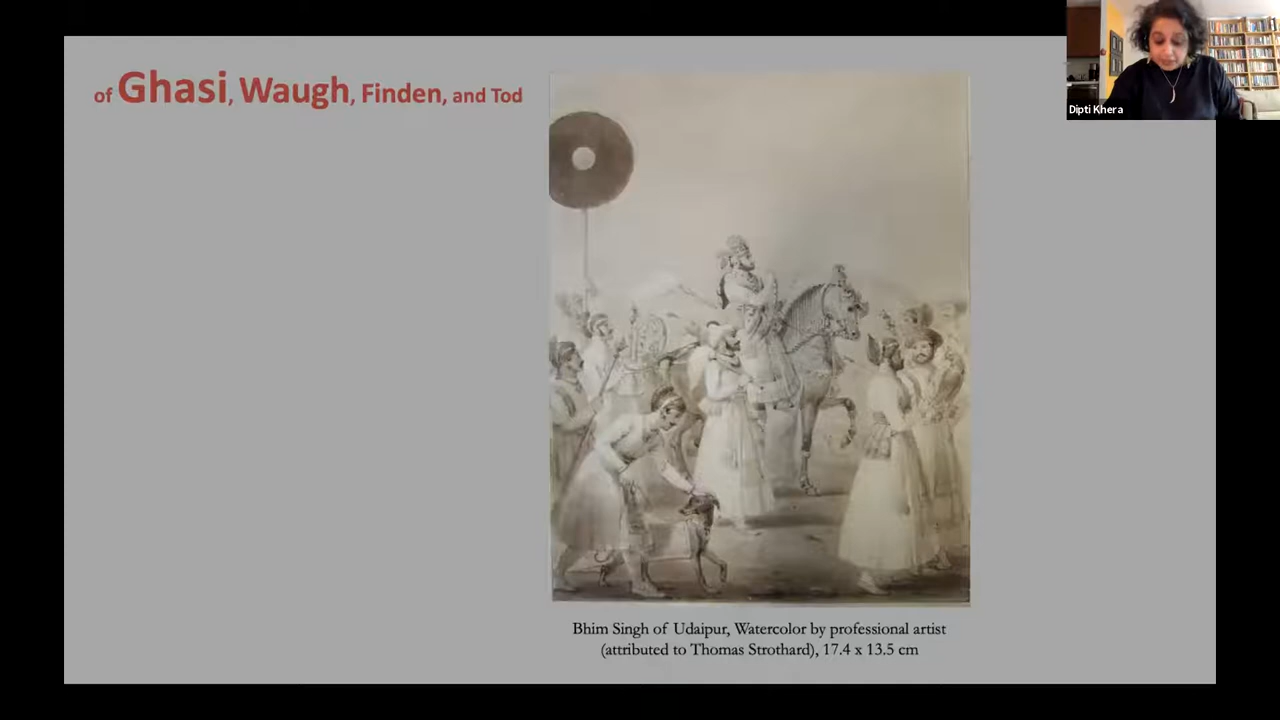 of Ghasi, Waugh, Finden, and Tod
Dipti Khera
Bhim Singh of Udaipur, Watercolor by professional artist
(attributed to Thomas Strothard), 17.4 x 13.5 cm